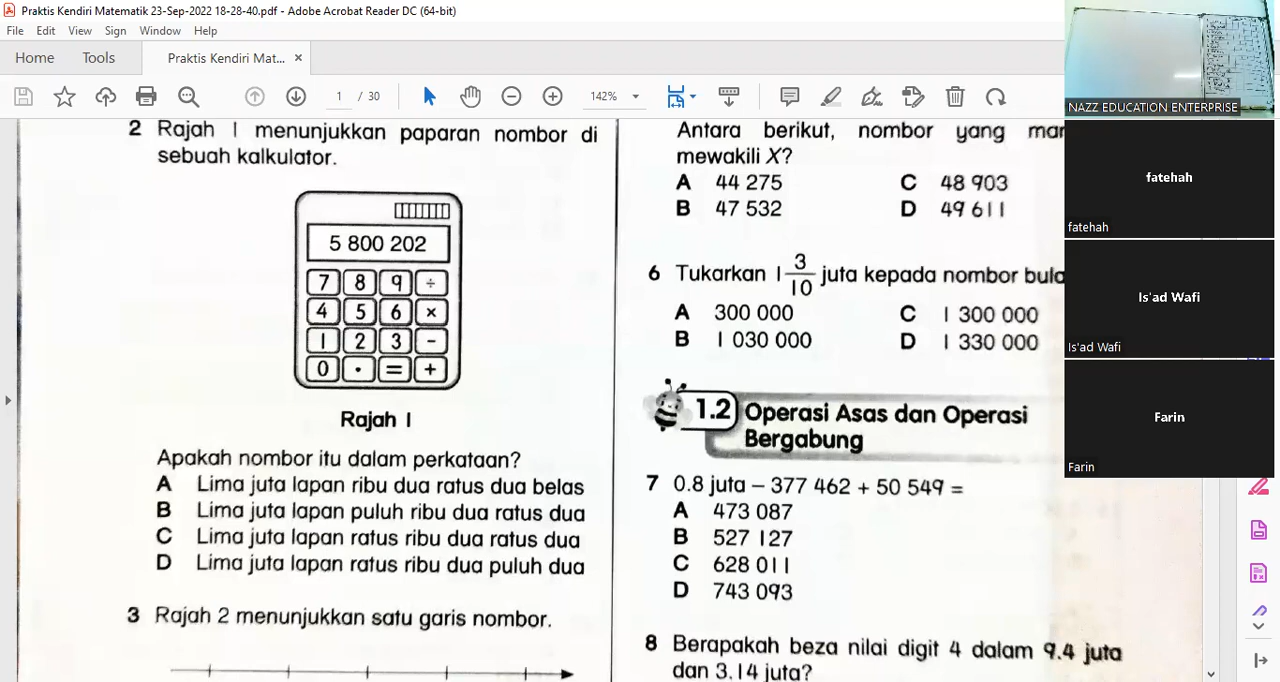 Praktis Kendiri Matematik 23-Sep-2022 18-28-40.pdf - Adobe Acrobat Reader DC (64-bit)
File Edit View Sign Window Help
Home Tools Praktis Kendiri Mat... ×
1 / 30 142%
2 Rajah 1 menunjukkan paparan nombor di
sebuah kalkulator.
5 800 202
7 8 9 ÷
4 5 6 ×
1 2 3 −
0 . = +
Rajah 1
Apakah nombor itu dalam perkataan?
A Lima juta lapan ribu dua ratus dua belas
B Lima juta lapan puluh ribu dua ratus dua
C Lima juta lapan ratus ribu dua ratus dua
D Lima juta lapan ratus ribu dua puluh dua
3 Rajah 2 menunjukkan satu garis nombor.
Antara berikut, nombor yang
mewakili X?
A 44 275 C 48 903
B 47 532 D 49 611
6 Tukarkan 1 3/10 juta kepada nombor
A 300 000 C 1 300 000
B 1 030 000 D 1 330 000
1.2 Operasi Asas dan Operasi
Bergabung
7 0.8 juta − 377 462 + 50 549 =
A 473 087
B 527 127
C 628 011
D 743 093
8 Berapakah beza nilai digit 4 dalam 9.4 juta
dan 3.14 juta?
NAZZ EDUCATION ENTERPRISE
fatehah
fatehah
Is'ad Wafi
Is'ad Wafi
Farin
Farin